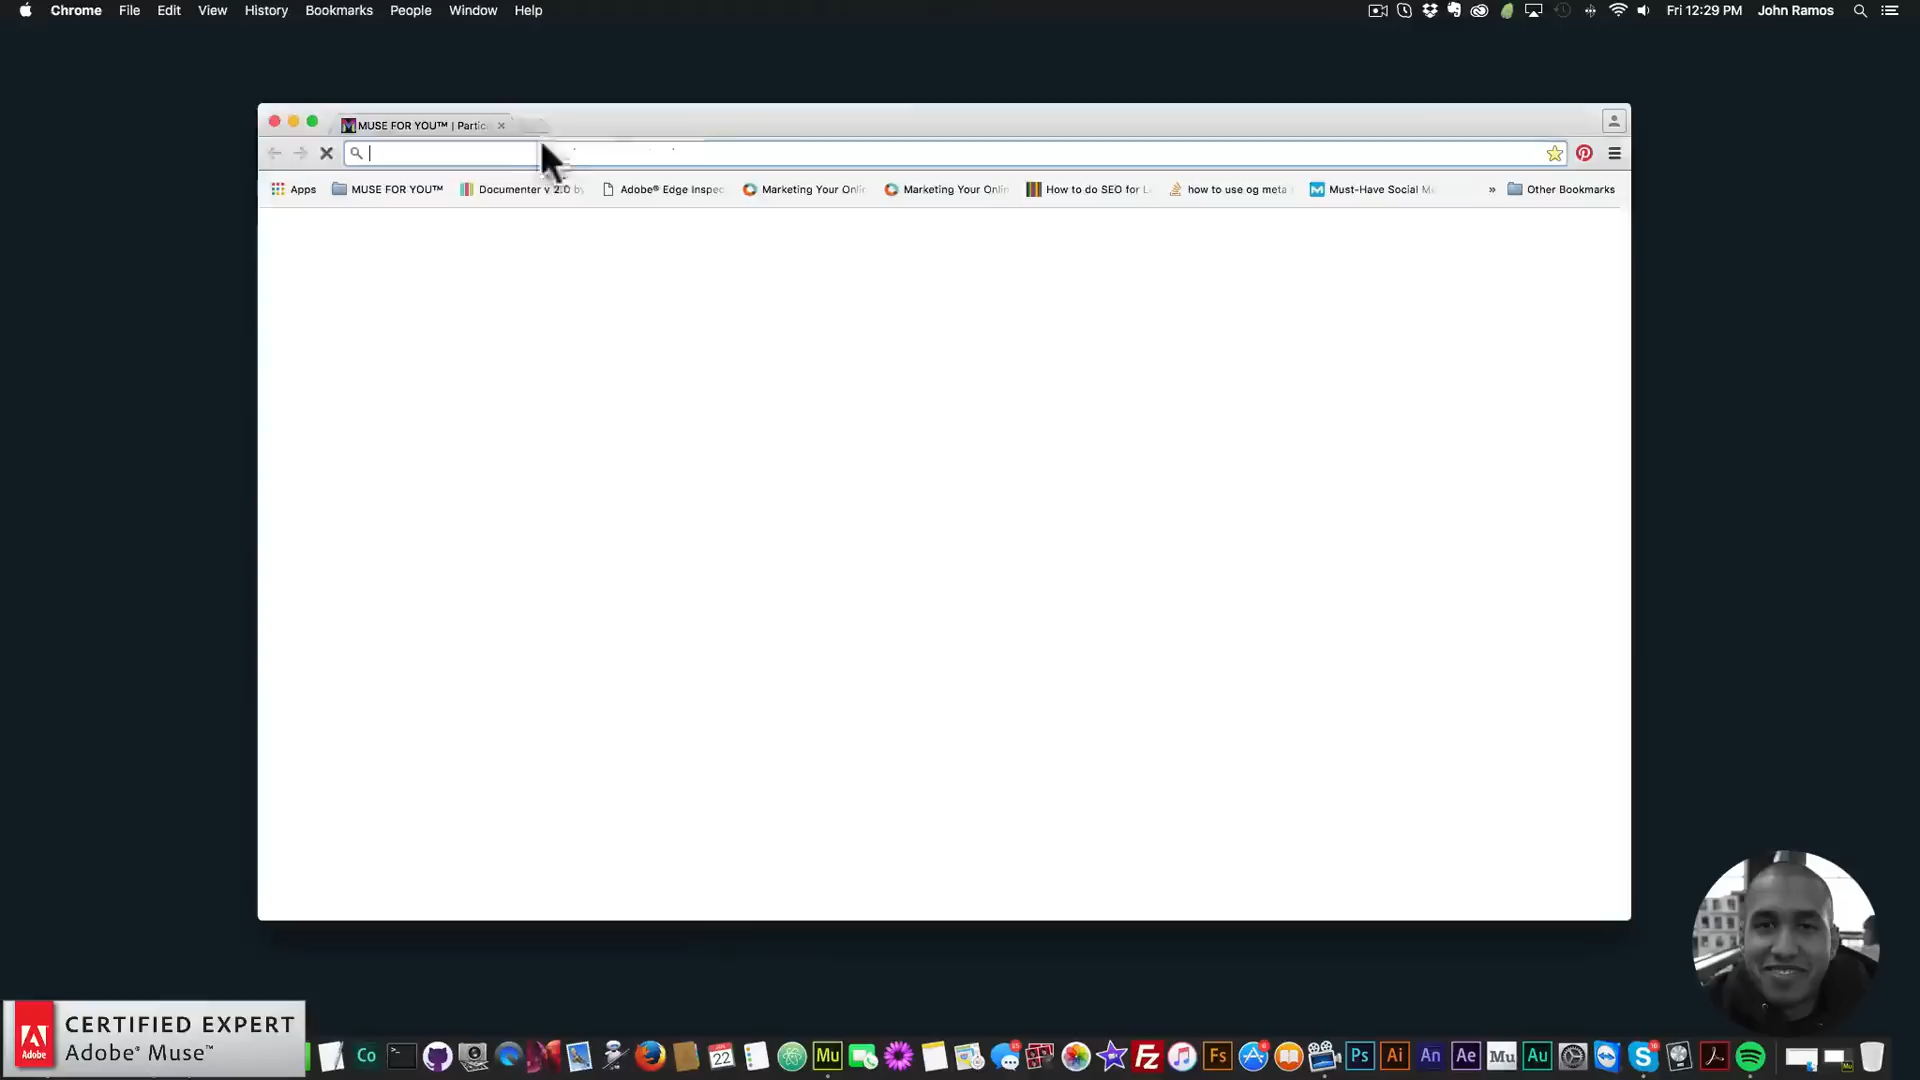 Chrome File Edit View History Bookmarks People Window Help Fri 12:29 PM John Ramos
MUSE FOR YOU™ | Partic
Apps MUSE FOR YOU™ Documenter v 2.0 by Adobe® Edge Inspec Marketing Your Onli Marketing Your Onlin How to do SEO for L how to use og meta Must-Have Social M » Other Bookmarks
CERTIFIED EXPERT
Adobe® Muse™
Adobe
Co 22 Mu Fz Fs Ps Ai An Ae Mu Au